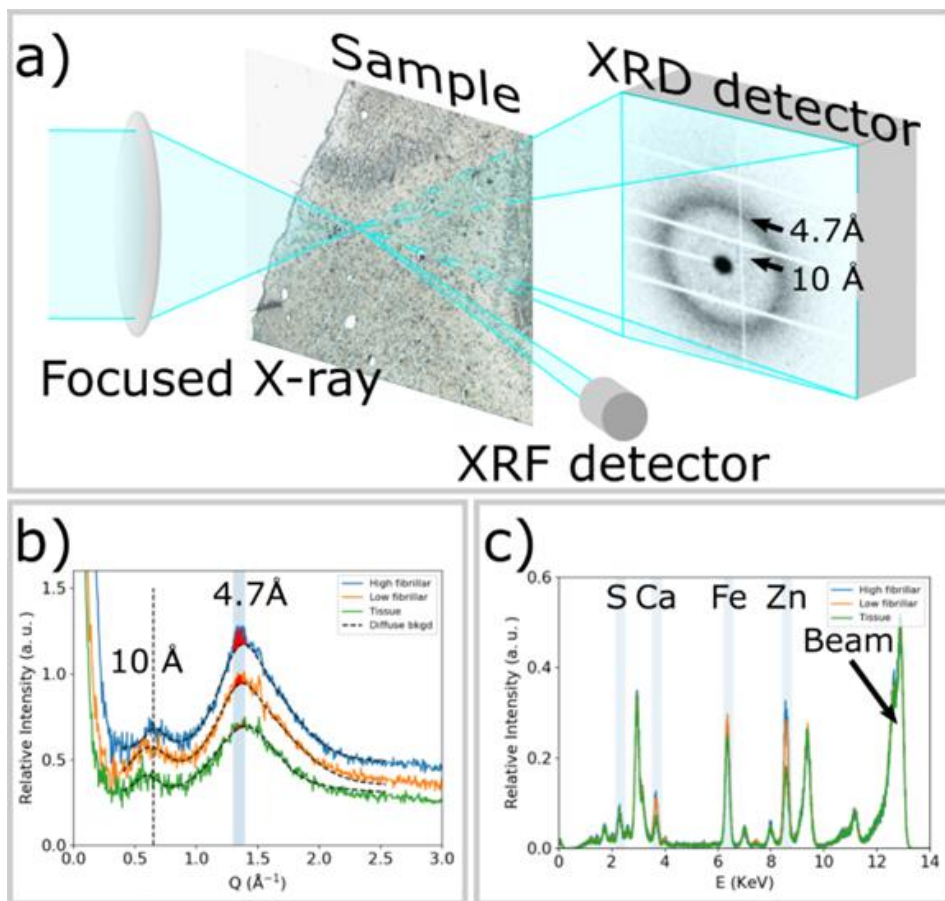 a)
Sample
XRD detector
4.7Å
10 Å
Focused X-ray
XRF detector
b)
1.5
1.0
0.5
0.0
Relative Intensity (a. u.)
4.7Å
10 Å
High fibrillar
Low fibrillar
Tissue
Diffuse bkgd
0.0 0.5 1.0 1.5 2.0 2.5 3.0
Q (Å⁻¹)
c)
0.6
0.4
0.2
0.0
Relative Intensity (a. u.)
S Ca Fe Zn
High fibrillar
Low fibrillar
Tissue
Beam
0 2 4 6 8 10 12 14
E (KeV)